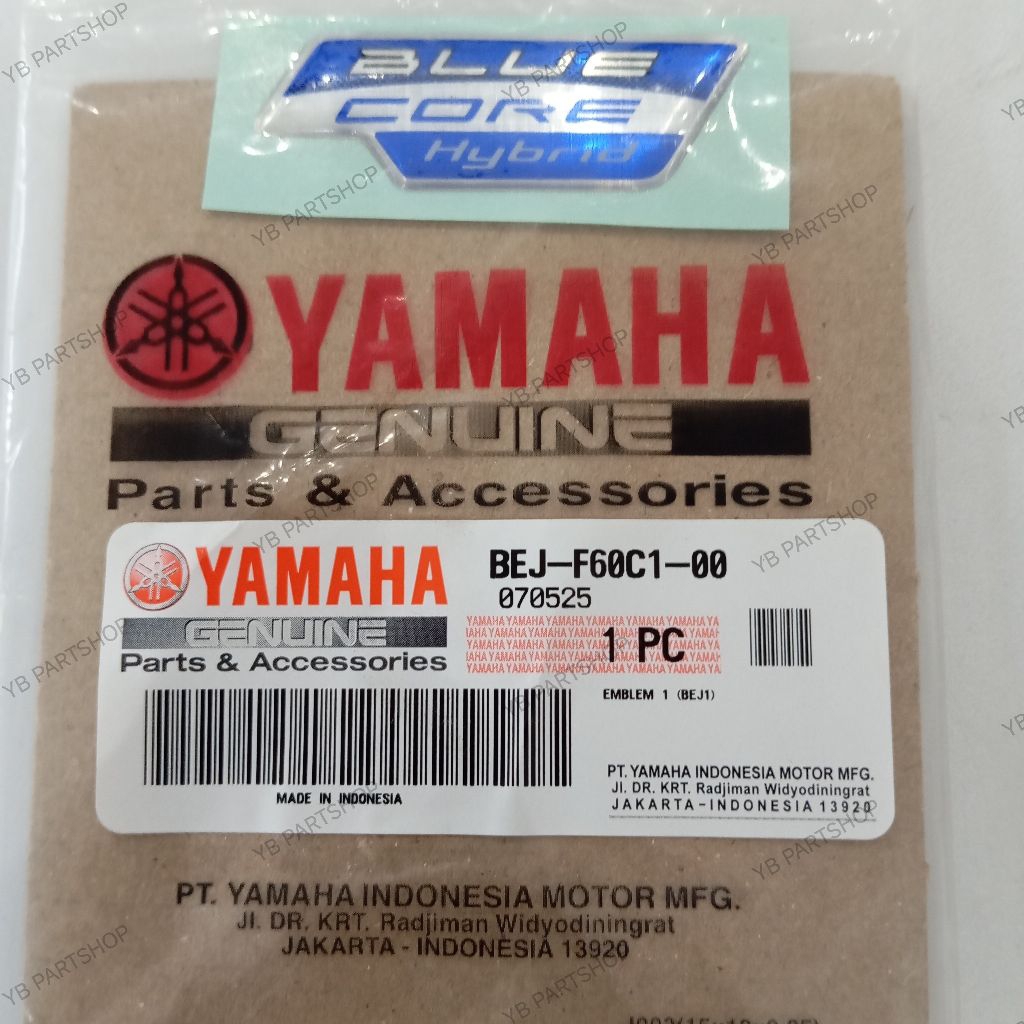 BLUE
CORE
Hybrid
YAMAHA
GENUINE
Parts & Accessories
YAMAHA
GENUINE
Parts & Accessories
BEJ-F60C1-00
070525
1 PC
EMBLEM 1 (BEJ1)
MADE IN INDONESIA
PT. YAMAHA INDONESIA MOTOR MFG.
Jl. DR. KRT. Radjiman Widyodiningrat
JAKARTA-INDONESIA 13920
PT. YAMAHA INDONESIA MOTOR MFG.
Jl. DR. KRT. Radjiman Widyodiningrat
JAKARTA - INDONESIA 13920
YB PARTSHOP